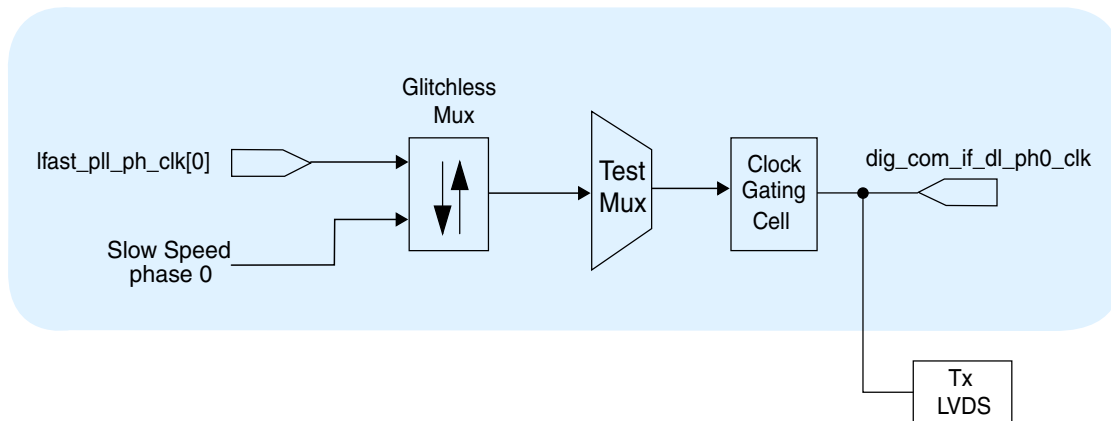 Glitchless
Mux
lfast_pll_ph_clk[0]
Slow Speed
phase 0
Test
Mux
Clock
Gating
Cell
dig_com_if_dl_ph0_clk
Tx
LVDS